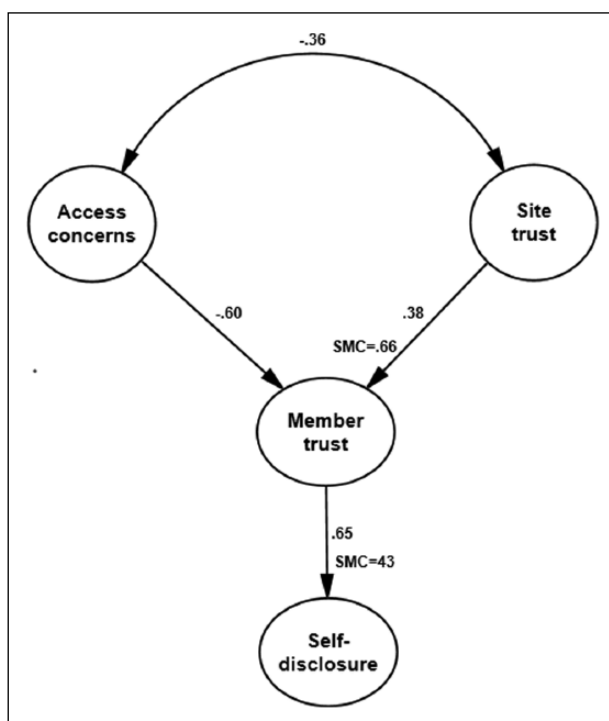 -.36
Access
concerns
Site
trust
-.60
.38
SMC=.66
Member
trust
.65
SMC=43
Self-
disclosure